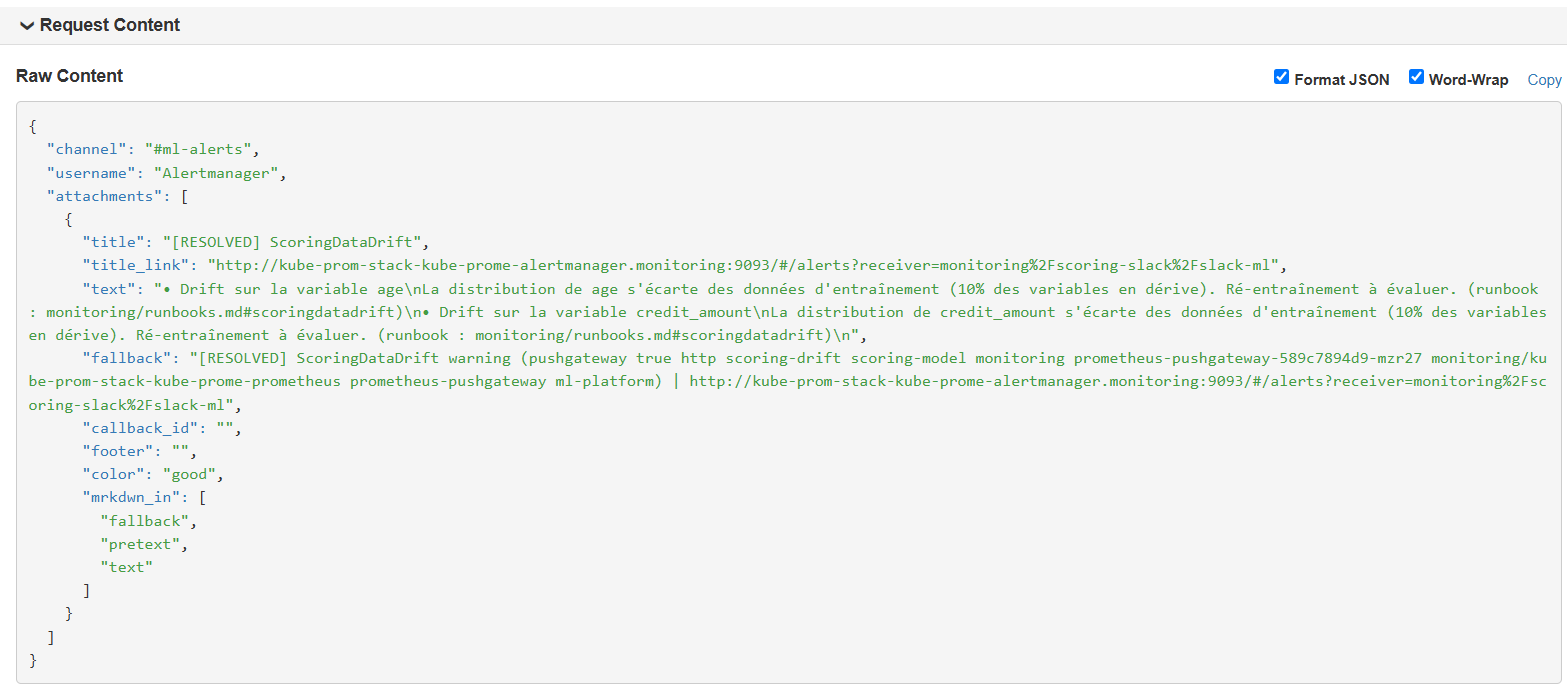 Request Content
Raw Content
Format JSON Word-Wrap Copy
{
"channel": "#ml-alerts",
"username": "Alertmanager",
"attachments": [
{
"title": "[RESOLVED] ScoringDataDrift",
"title_link": "http://kube-prom-stack-kube-prome-alertmanager.monitoring:9093/#/alerts?receiver=monitoring%2Fscoring-slack%2Fslack-ml",
"text": "• Drift sur la variable age\nLa distribution de age s'écarte des données d'entraînement (10% des variables en dérive). Ré-entraînement à évaluer. (runbook
: monitoring/runbooks.md#scoringdatadrift)\n• Drift sur la variable credit_amount\nLa distribution de credit_amount s'écarte des données d'entraînement (10% des variables
en dérive). Ré-entraînement à évaluer. (runbook : monitoring/runbooks.md#scoringdatadrift)\n",
"fallback": "[RESOLVED] ScoringDataDrift warning (pushgateway true http scoring-drift scoring-model monitoring prometheus-pushgateway-589c7894d9-mzr27 monitoring/ku
be-prom-stack-kube-prome-prometheus prometheus-pushgateway ml-platform) | http://kube-prom-stack-kube-prome-alertmanager.monitoring:9093/#/alerts?receiver=monitoring%2Fsc
oring-slack%2Fslack-ml",
"callback_id": "",
"footer": "",
"color": "good",
"mrkdwn_in": [
"fallback",
"pretext",
"text"
]
}
]
}